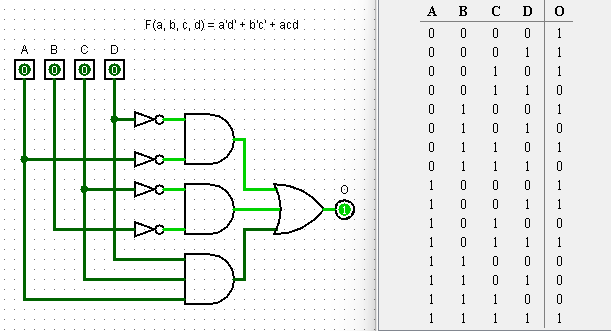 F(a, b, c, d) = a'd' + b'c' + acd
A B C D
0 0 0 0
O
1
A B C D O
0 0 0 0 1
0 0 0 1 1
0 0 1 0 1
0 0 1 1 0
0 1 0 0 1
0 1 0 1 0
0 1 1 0 1
0 1 1 1 0
1 0 0 0 1
1 0 0 1 1
1 0 1 0 0
1 0 1 1 1
1 1 0 0 0
1 1 0 1 0
1 1 1 0 0
1 1 1 1 1